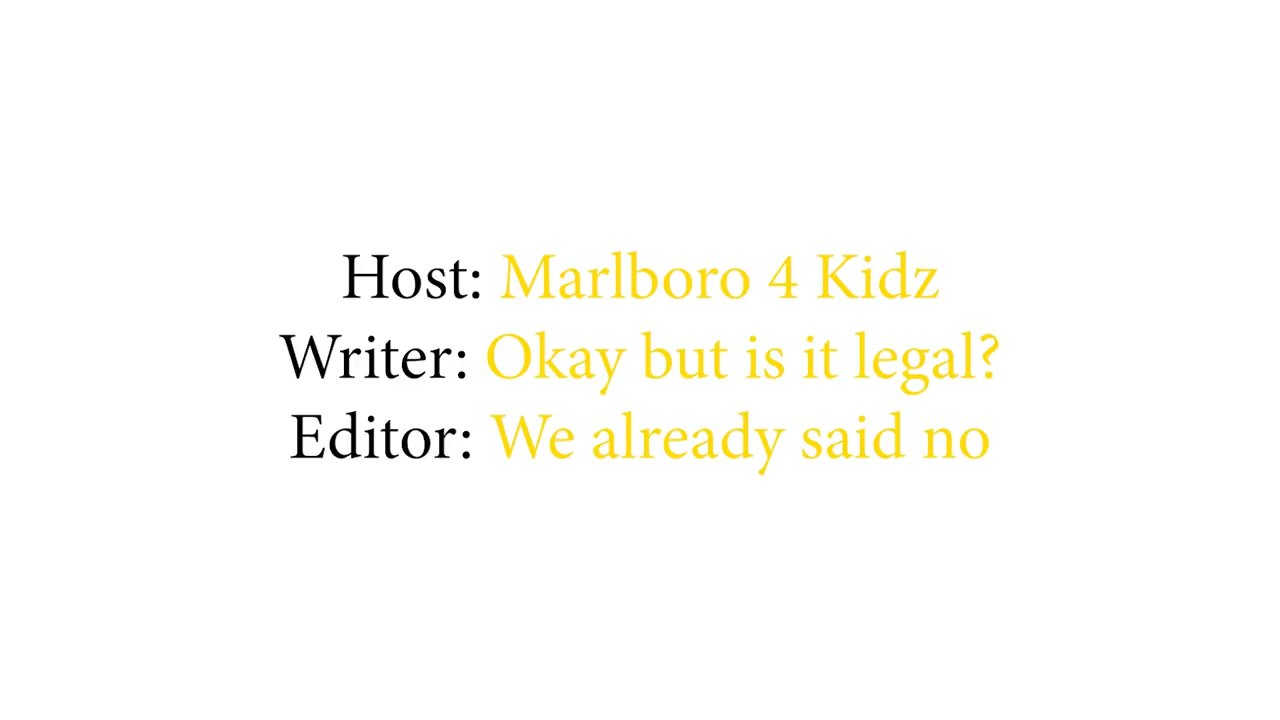 Host: Marlboro 4 Kidz
Writer: Okay but is it legal?
Editor: We already said no